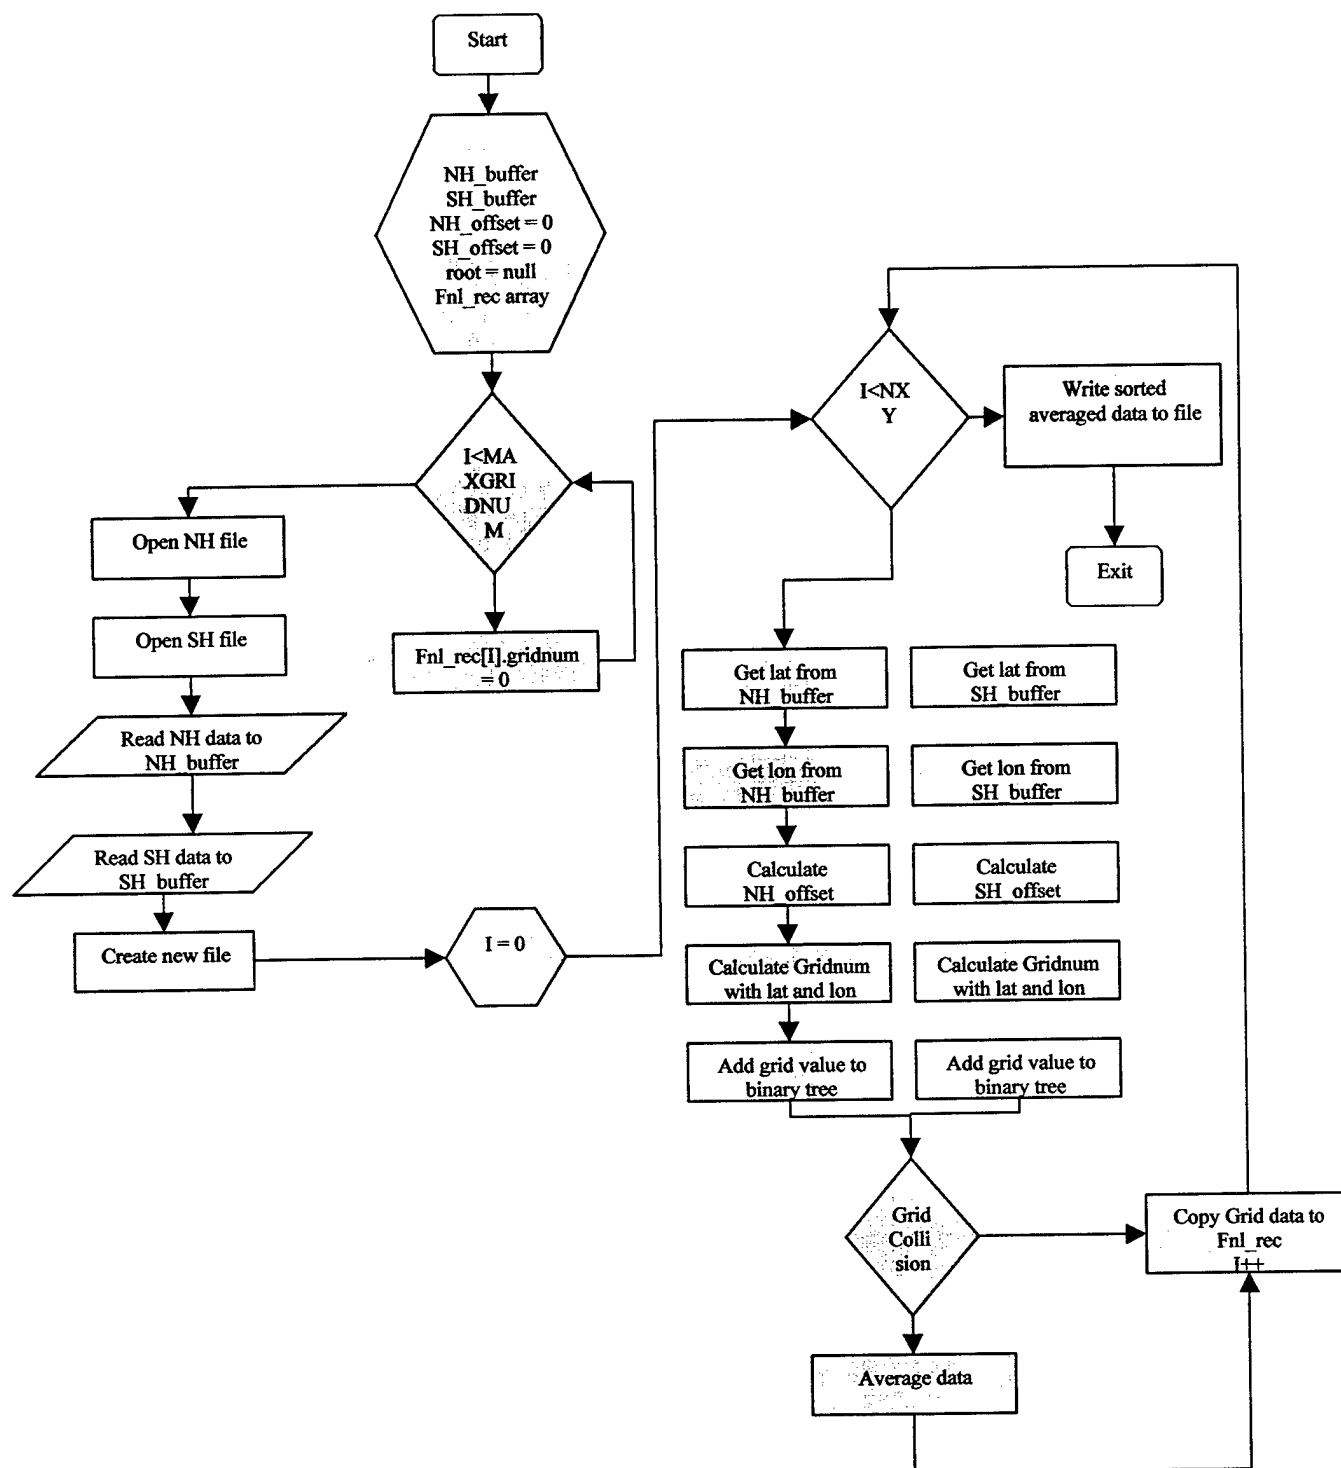 Start
NH_buffer
SH_buffer
NH_offset = 0
SH_offset = 0
root = null
Fnl_rec array
I<MA
XGRI
DNU
M
Fnl_rec[I].gridnum
= 0
Open NH file
Open SH file
Read NH data to
NH_buffer
Read SH data to
SH_buffer
Create new file
I = 0
I<NX
Y
Write sorted
averaged data to file
Exit
Get lat from
NH_buffer
Get lat from
SH_buffer
Get lon from
NH_buffer
Get lon from
SH_buffer
Calculate
NH_offset
Calculate
SH_offset
Calculate Gridnum
with lat and lon
Calculate Gridnum
with lat and lon
Add grid value to
binary tree
Add grid value to
binary tree
Grid
Colli
sion
Copy Grid data to
Fnl_rec
I++
Average data